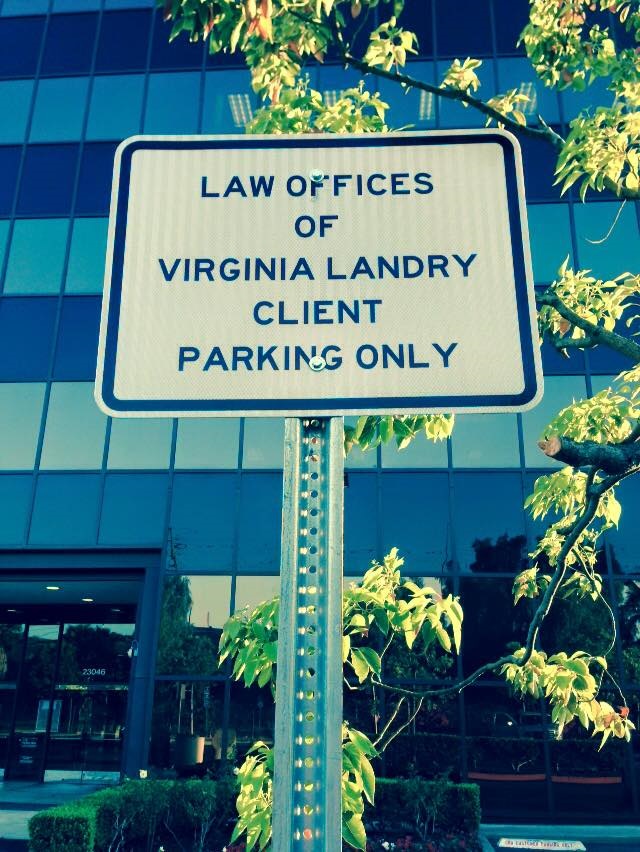 LAW OFFICES
OF
VIRGINIA LANDRY
CLIENT
PARKING ONLY
23046